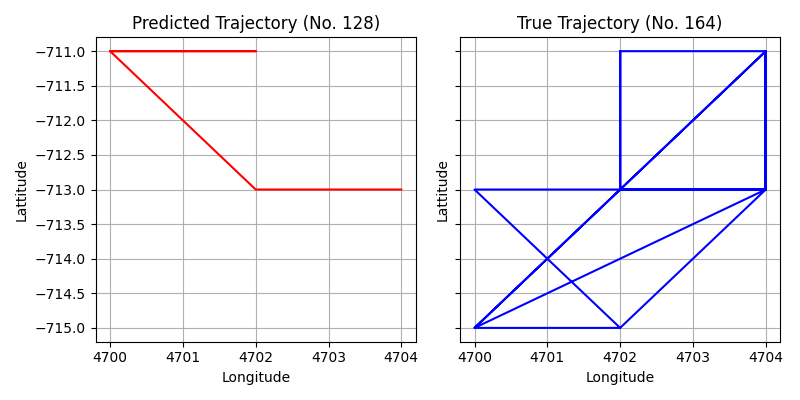 Predicted Trajectory (No. 128)
True Trajectory (No. 164)
Lattitude
−711.0
−711.5
−712.0
−712.5
−713.0
−713.5
−714.0
−714.5
−715.0
4700 4701 4702 4703 4704
Longitude
Lattitude
4700 4701 4702 4703 4704
Longitude